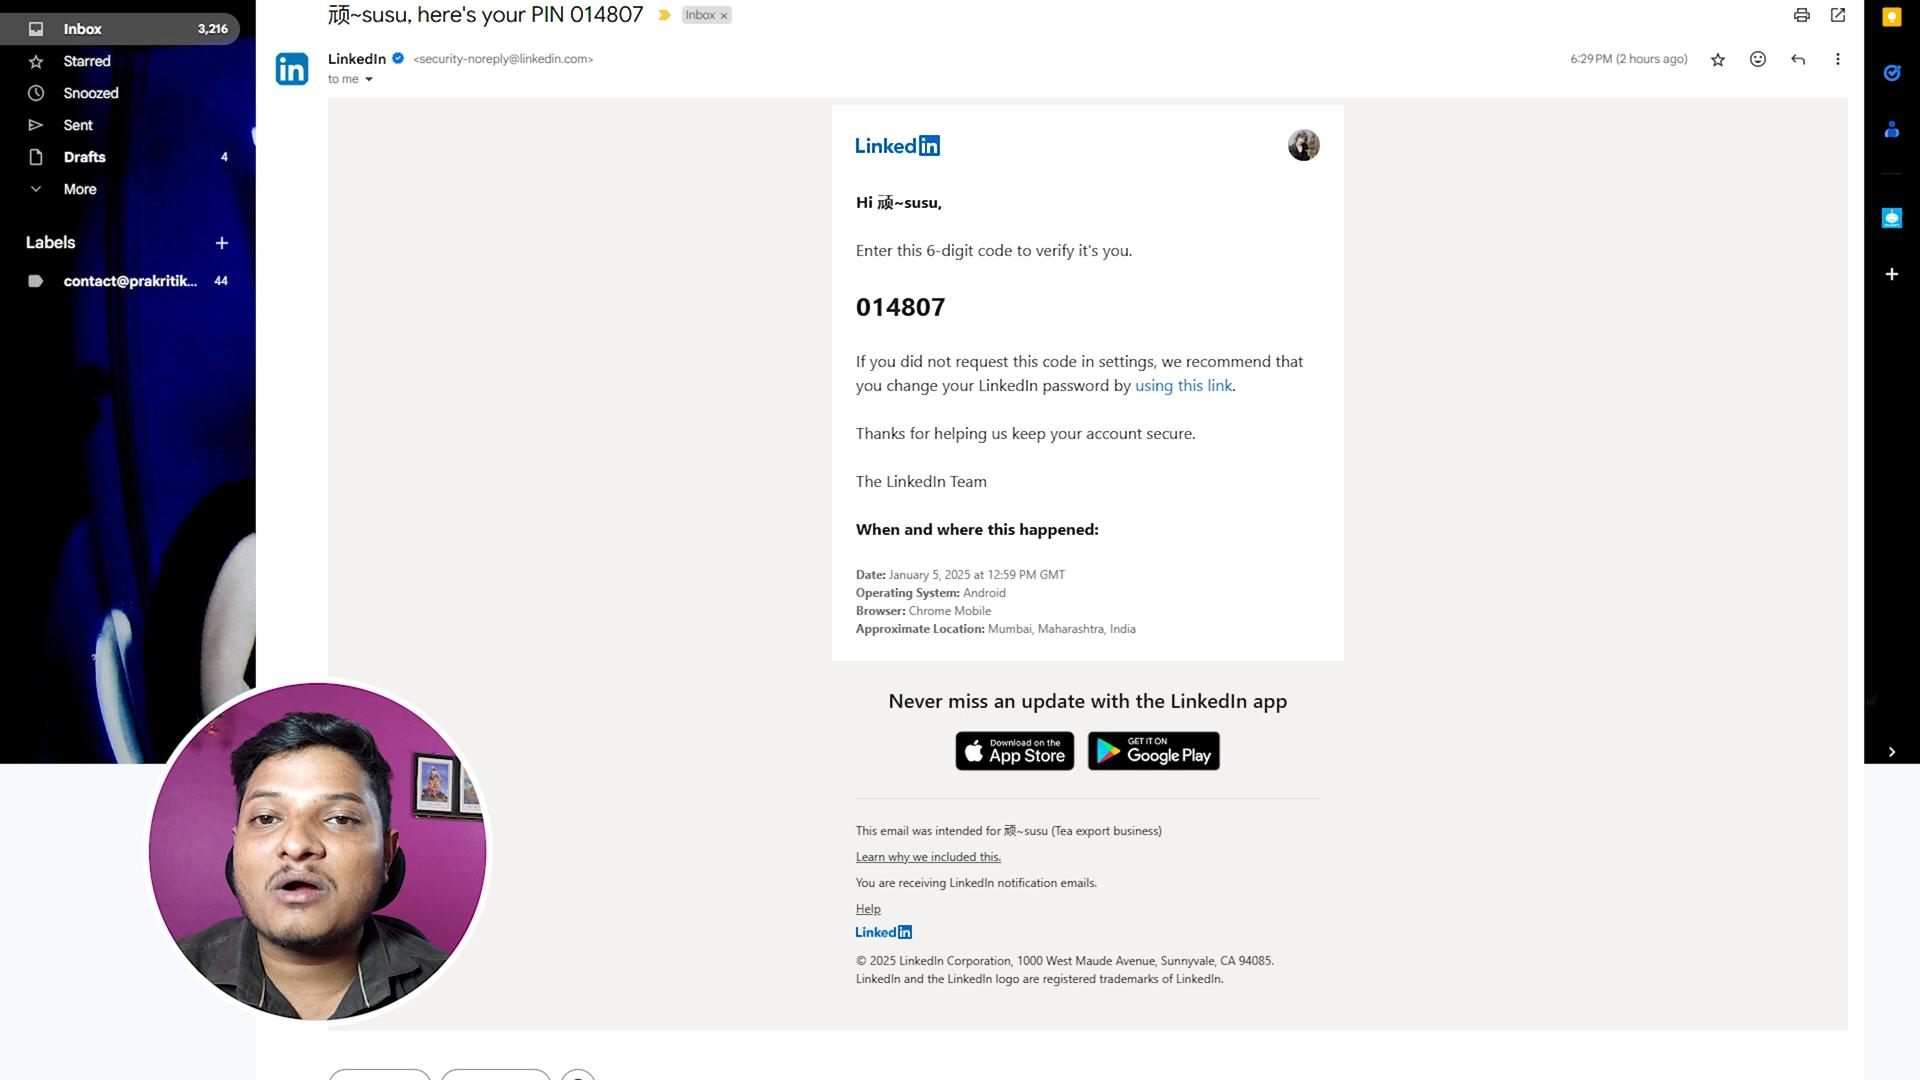 顽~susu, here's your PIN 014807
Inbox ×
Inbox 3,216
Starred
Snoozed
Sent
Drafts 4
More
Labels
contact@prakritik... 44
LinkedIn <security-noreply@linkedin.com>
6:29 PM (2 hours ago)
to me
LinkedIn
Hi 顽~susu,
Enter this 6-digit code to verify it's you.
014807
If you did not request this code in settings, we recommend that
you change your LinkedIn password by using this link.
Thanks for helping us keep your account secure.
The LinkedIn Team
When and where this happened:
Date: January 5, 2025 at 12:59 PM GMT
Operating System: Android
Browser: Chrome Mobile
Approximate Location: Mumbai, Maharashtra, India
Never miss an update with the LinkedIn app
Download on the
App Store
GET IT ON
Google Play
This email was intended for 顽~susu (Tea export business)
Learn why we included this.
You are receiving LinkedIn notification emails.
Help
LinkedIn
© 2025 LinkedIn Corporation, 1000 West Maude Avenue, Sunnyvale, CA 94085.
LinkedIn and the LinkedIn logo are registered trademarks of LinkedIn.